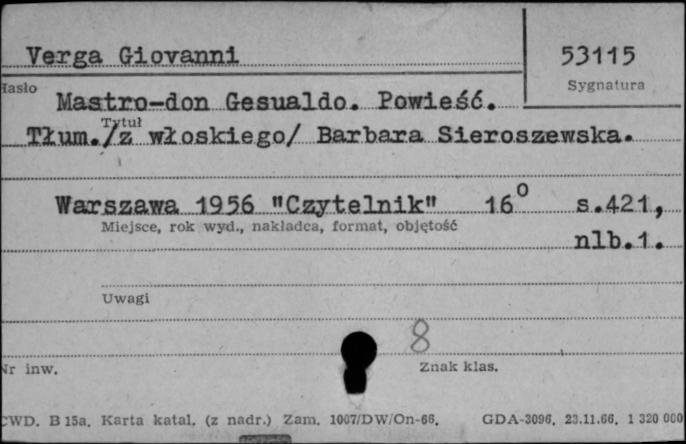 Verga Giovanni
53115
Hasło
Sygnatura
Mastro-don Gesualdo. Powieść.
Tytuł
Tłum./z włoskiego/ Barbara Sieroszewska.
Warszawa 1956 "Czytelnik" 16° s.421,
Miejsce, rok wyd., nakładca, format, objętość
nlb.1.
Uwagi
8
Nr inw.
Znak klas.
CWD. B 15a. Karta katal. (z nadr.) Zam. 1007/DW/On-66. GDA-3096. 23.11.66. 1 320 000